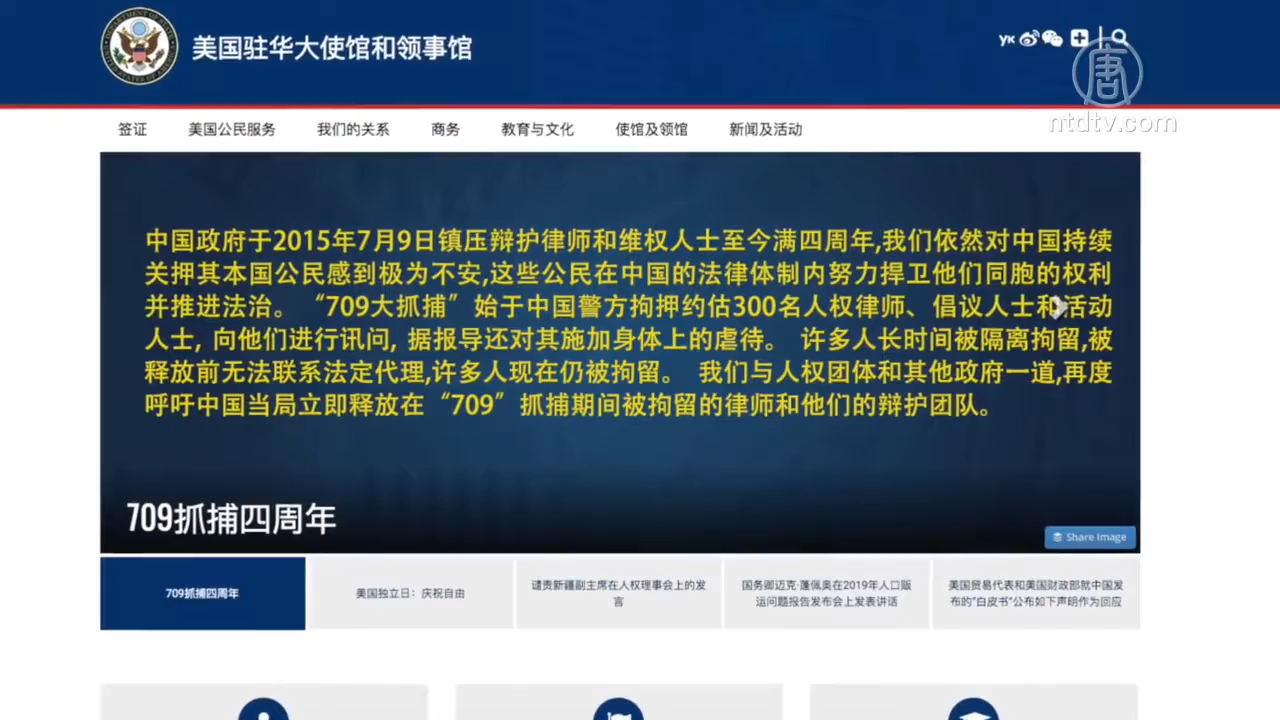 美国驻华大使馆和领事馆
ук
唐
ntdtv.com
签证 美国公民服务 我们的关系 商务 教育与文化 使馆及领馆 新闻及活动
中国政府于2015年7月9日镇压辩护律师和维权人士至今满四周年,我们依然对中国持续
关押其本国公民感到极为不安,这些公民在中国的法律体制内努力捍卫他们同胞的权利
并推进法治。“709大抓捕”始于中国警方拘押约估300名人权律师、倡议人士和活动
人士, 向他们进行讯问, 据报导还对其施加身体上的虐待。 许多人长时间被隔离拘留,被
释放前无法联系法定代理,许多人现在仍被拘留。 我们与人权团体和其他政府一道,再度
呼吁中国当局立即释放在“709”抓捕期间被拘留的律师和他们的辩护团队。
709抓捕四周年
Share Image
709抓捕四周年
美国独立日：庆祝自由
谴责新疆副主席在人权理事会上的发
言
国务卿迈克·蓬佩奥在2019年人口贩
运问题报告发布会上发表讲话
美国贸易代表和美国财政部就中国发
布的“白皮书”公布如下声明作为回应